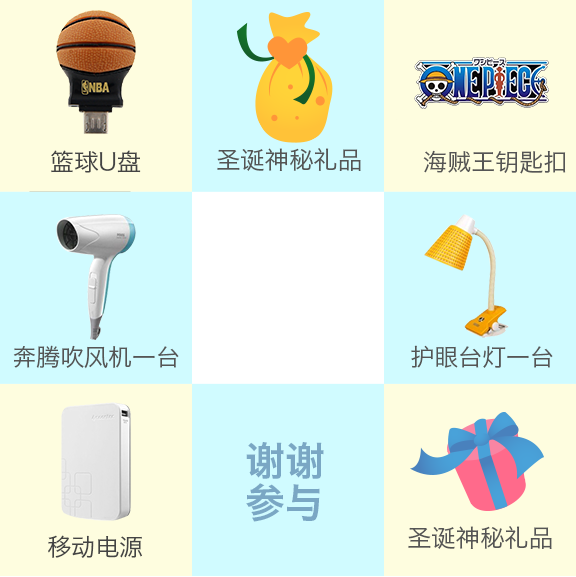 NBA
篮球U盘
圣诞神秘礼品
ワンピース
ONE PIECE
海贼王钥匙扣
奔腾吹风机一台
护眼台灯一台
移动电源
谢谢
参与
圣诞神秘礼品